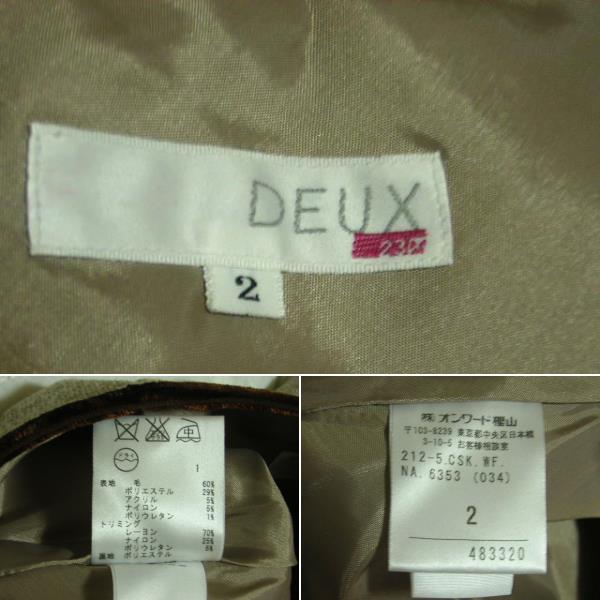 DEUX
23区
2
ドライ
中
1
表地 毛 60%
ポリエステル 29%
アクリル 5%
ナイロン 5%
ポリウレタン 1%
トリミング
レーヨン 70%
ナイロン 25%
ポリウレタン 5%
裏地 ポリエステル
㈱オンワード樫山
〒103-8239 東京都中央区日本橋
3-10-5 お客様相談室
212-5.CSK.WF.
NA. 6353 (034)
2
483320